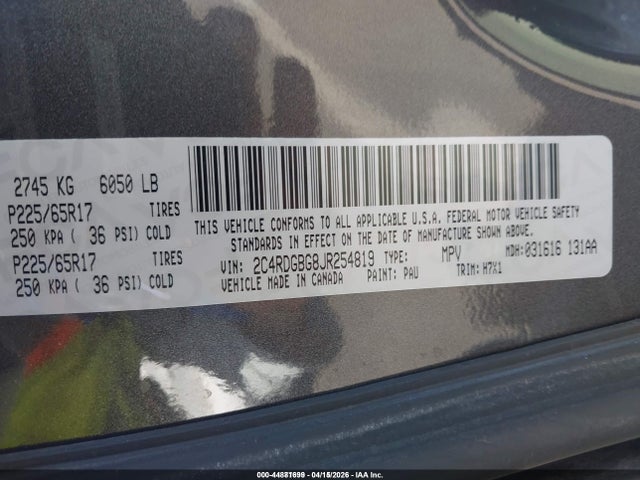 2745 KG 6050 LB
P225/65R17 TIRES
250 KPA ( 36 PSI) COLD
P225/65R17 TIRES
250 KPA ( 36 PSI) COLD
THIS VEHICLE CONFORMS TO ALL APPLICABLE U.S.A. FEDERAL MOTOR VEHICLE SAFETY
STANDARDS IN EFFECT ON THE DATE OF MANUFACTURE SHOWN ABOVE.
VIN: 2C4RDGBG8JR254819 TYPE: MPV MDH: 031616 131AA
VEHICLE MADE IN CANADA PAINT: PAU TRIM: H7X1
000-44871699 - 04/15/2026 - IAA Inc.